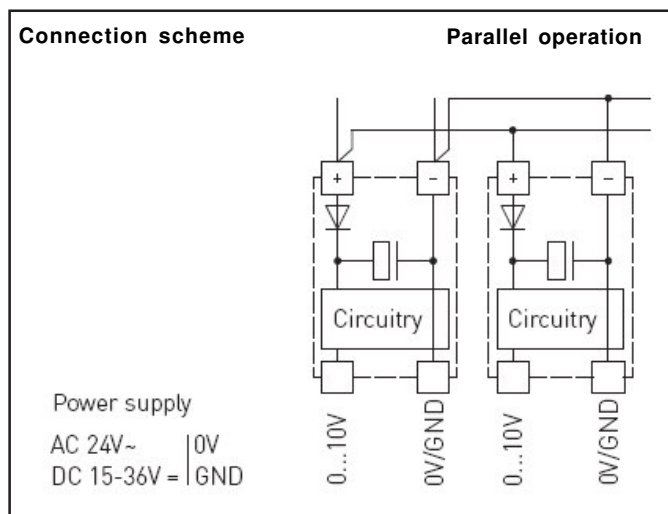 Connection scheme
Parallel operation
+ − + −
Circuitry Circuitry
Power supply
AC 24V~ | 0V
DC 15-36V = | GND
0...10V
0V/GND
0...10V
0V/GND